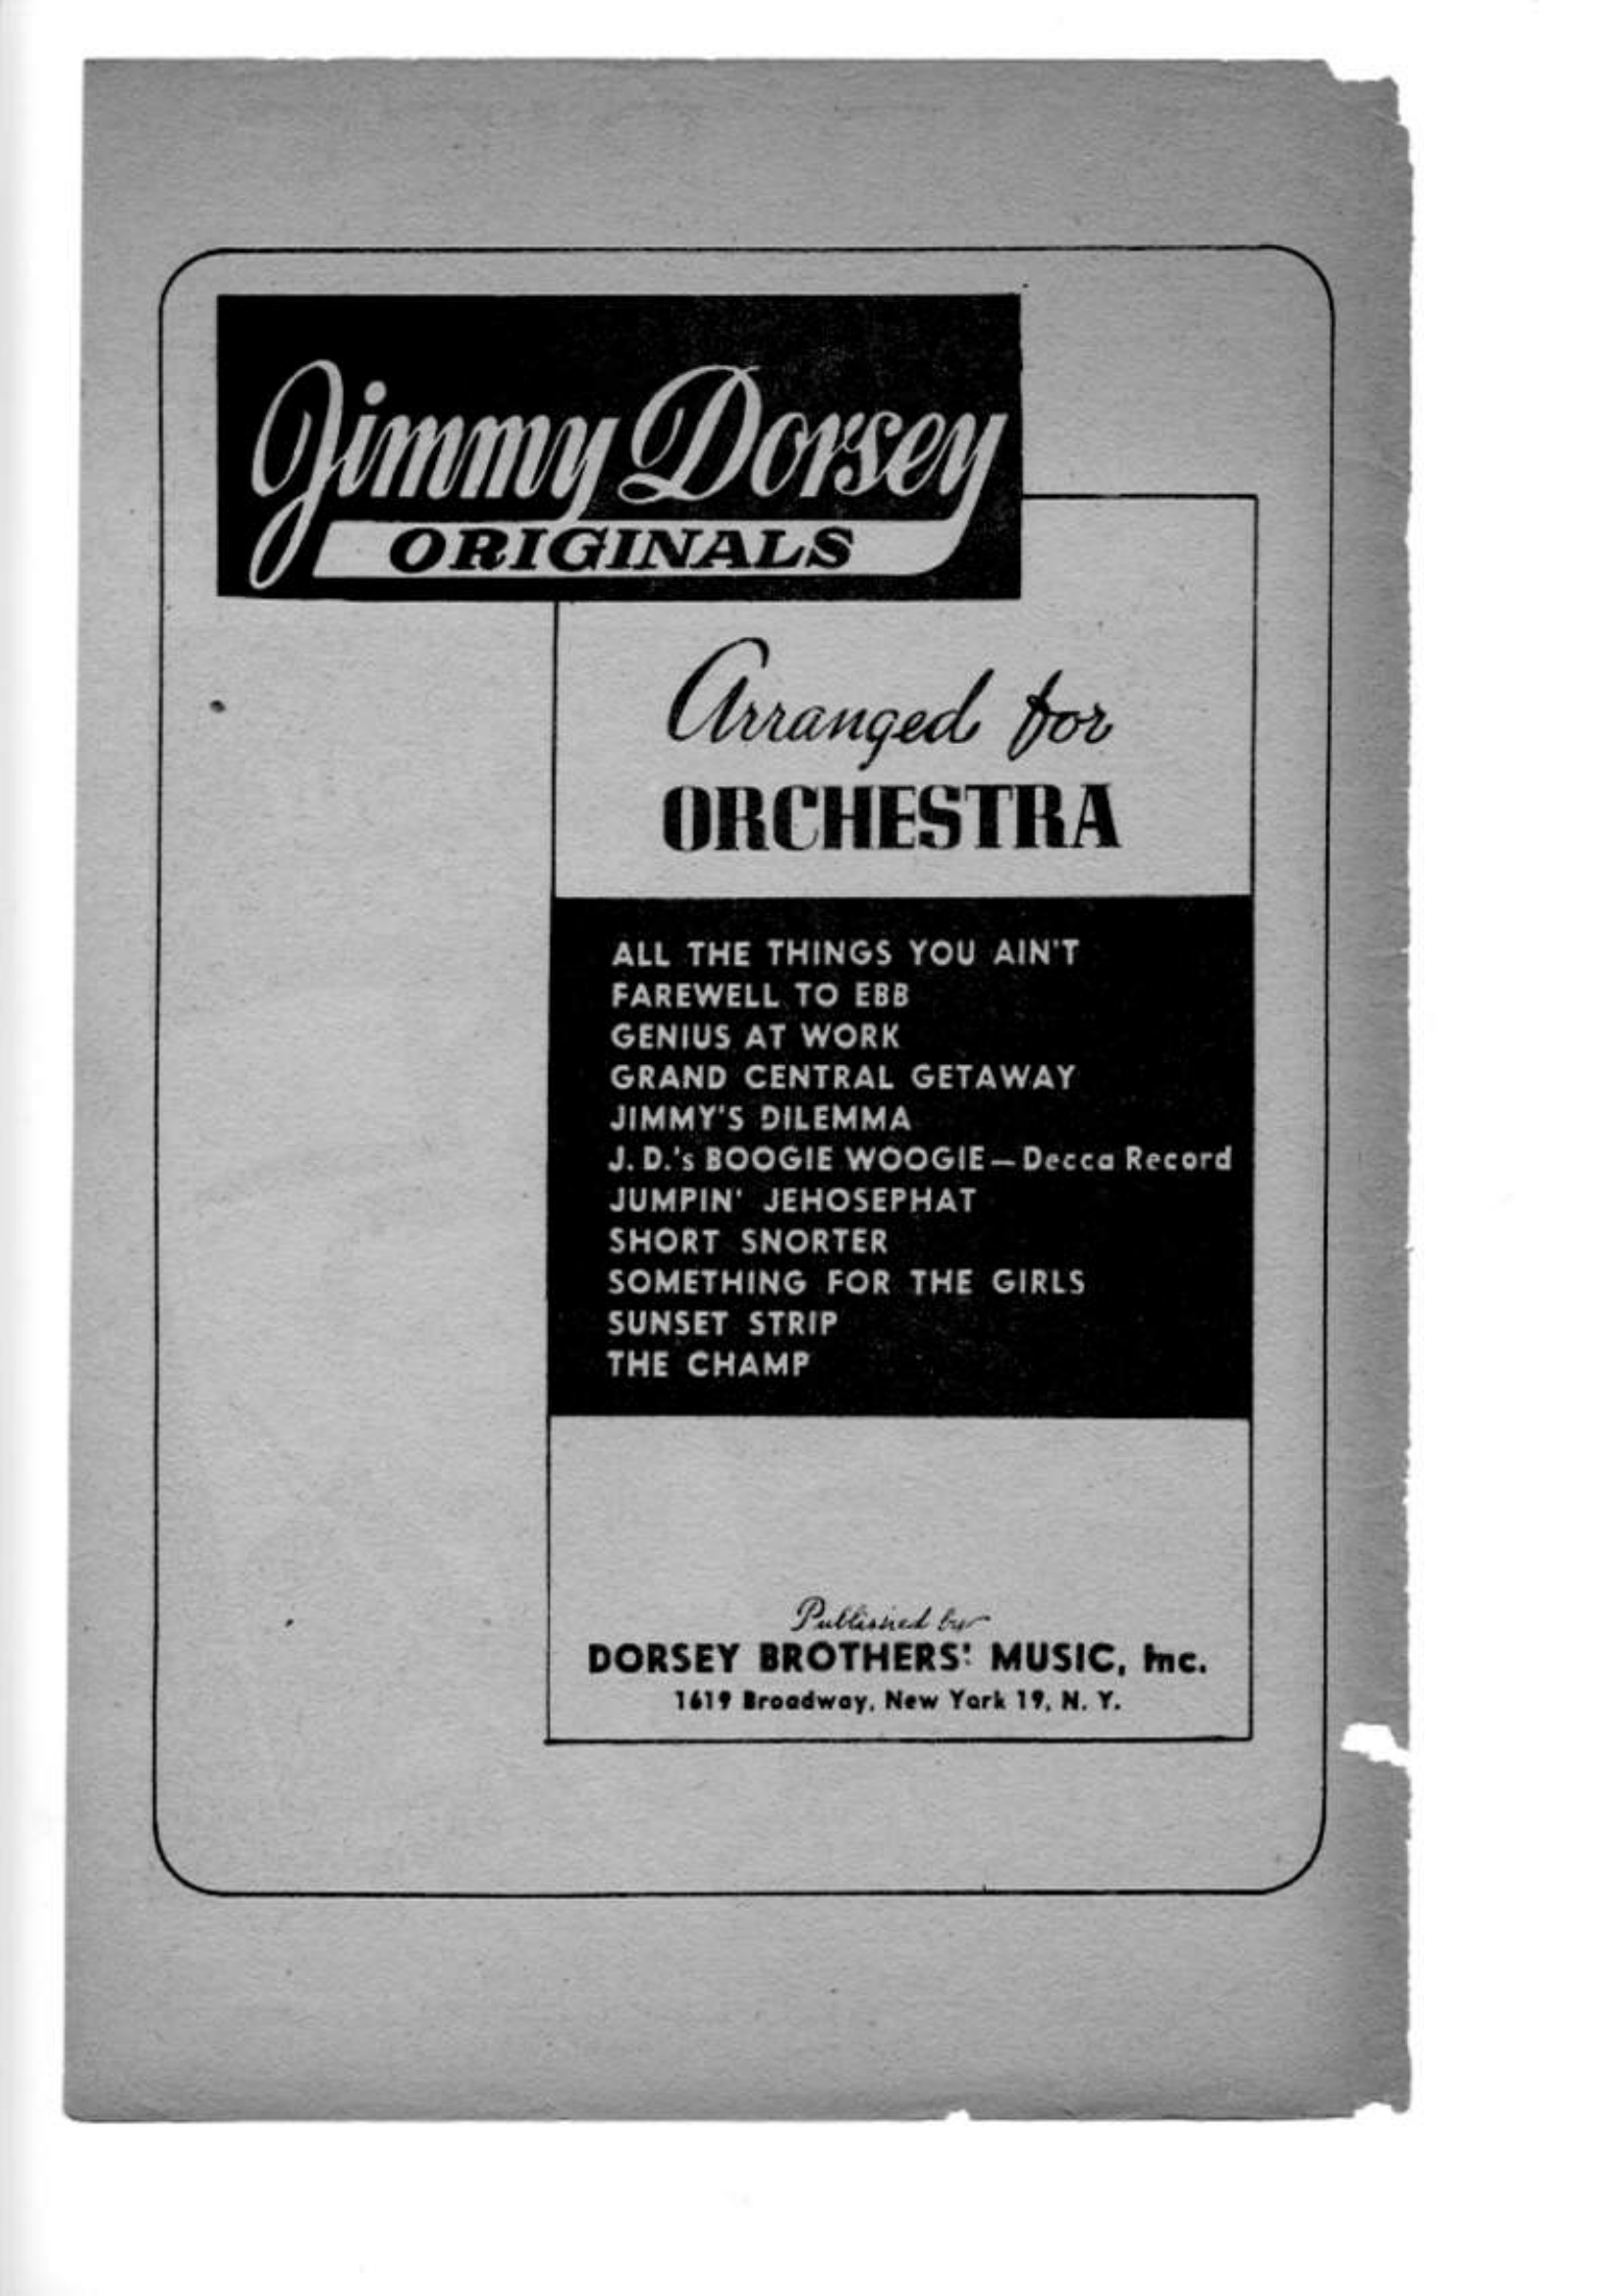 Jimmy Dorsey
ORIGINALS
Arranged for
ORCHESTRA
ALL THE THINGS YOU AIN'T
FAREWELL TO EBB
GENIUS AT WORK
GRAND CENTRAL GETAWAY
JIMMY'S DILEMMA
J. D.'s BOOGIE WOOGIE — Decca Record
JUMPIN' JEHOSEPHAT
SHORT SNORTER
SOMETHING FOR THE GIRLS
SUNSET STRIP
THE CHAMP
Published by
DORSEY BROTHERS' MUSIC, Inc.
1619 Broadway, New York 19, N. Y.